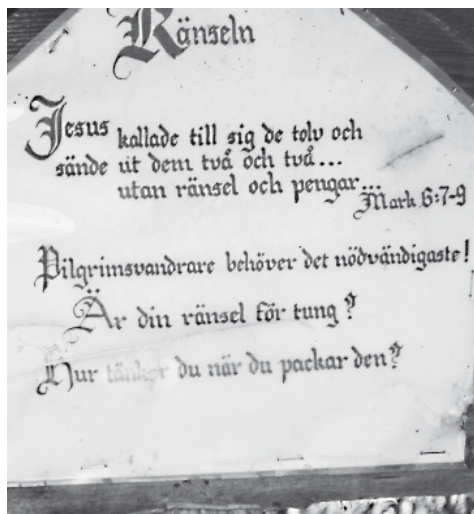 Ränseln
Jesus kallade till sig de tolv och
sände ut dem två och två...
utan ränsel och pengar...
Mark. 6:7-9
Pilgrimsvandrare behöver det nödvändigaste!
Är din ränsel för tung?
Hur tänker du när du packar den?